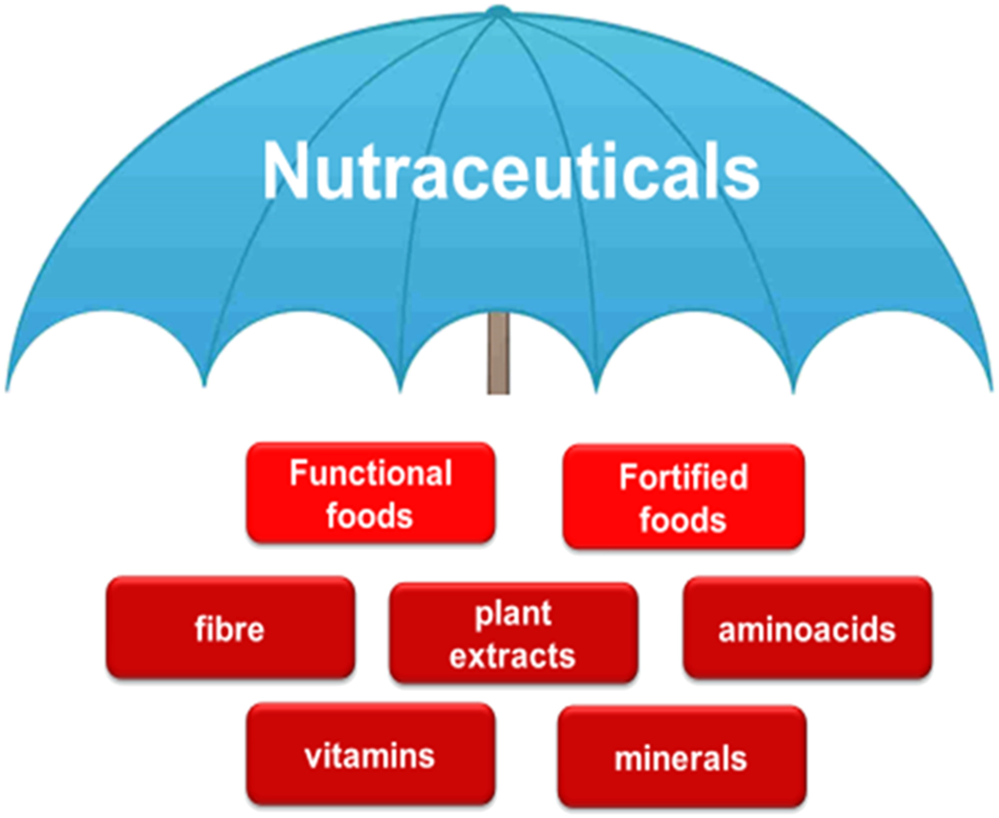 Nutraceuticals
Functional
foods
Fortified
foods
fibre
plant
extracts
aminoacids
vitamins
minerals